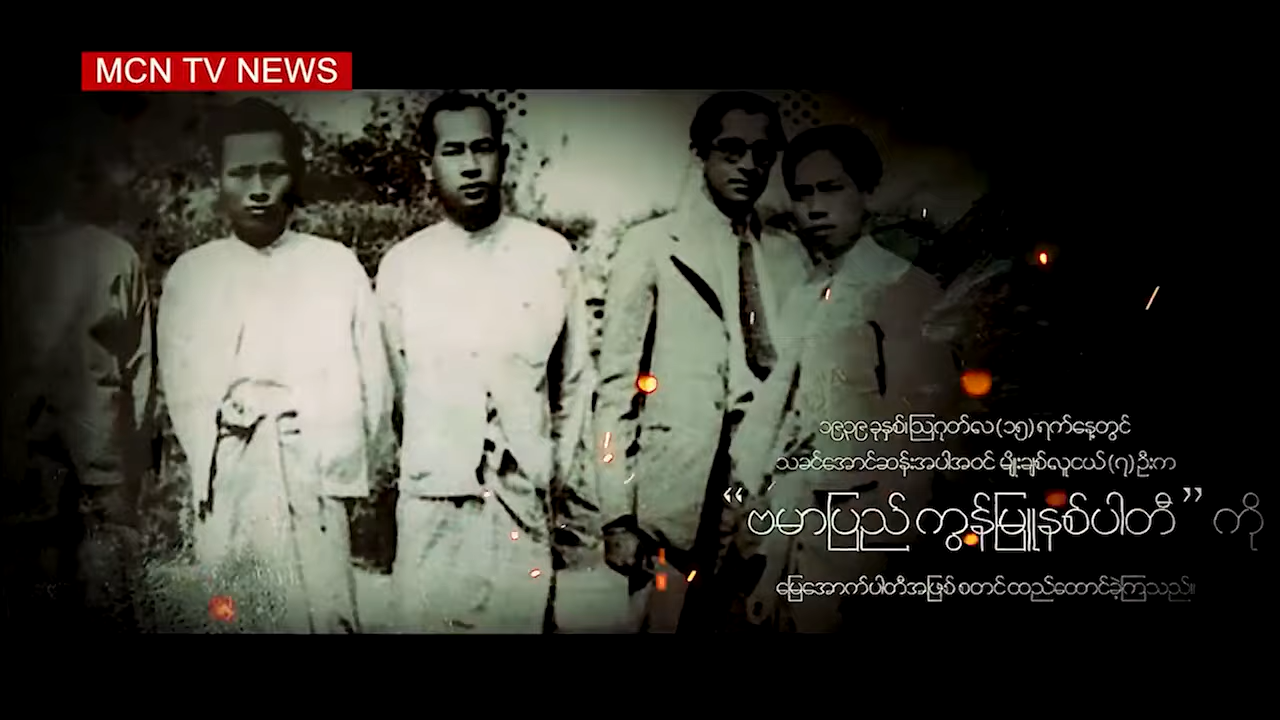 MCN TV NEWS
၁၉၃၉ ခုနှစ်၊ ဩဂုတ်လ (၁၅) ရက်နေ့တွင်
သခင်အောင်ဆန်းအပါအဝင် မျိုးချစ်လူငယ် (၇) ဦးက
“ဗမာပြည် ကွန်မြူနစ်ပါတီ” ကို
မြေအောက်ပါတီအဖြစ် စတင် ထည်ထောင်ခဲ့ကြသည်။